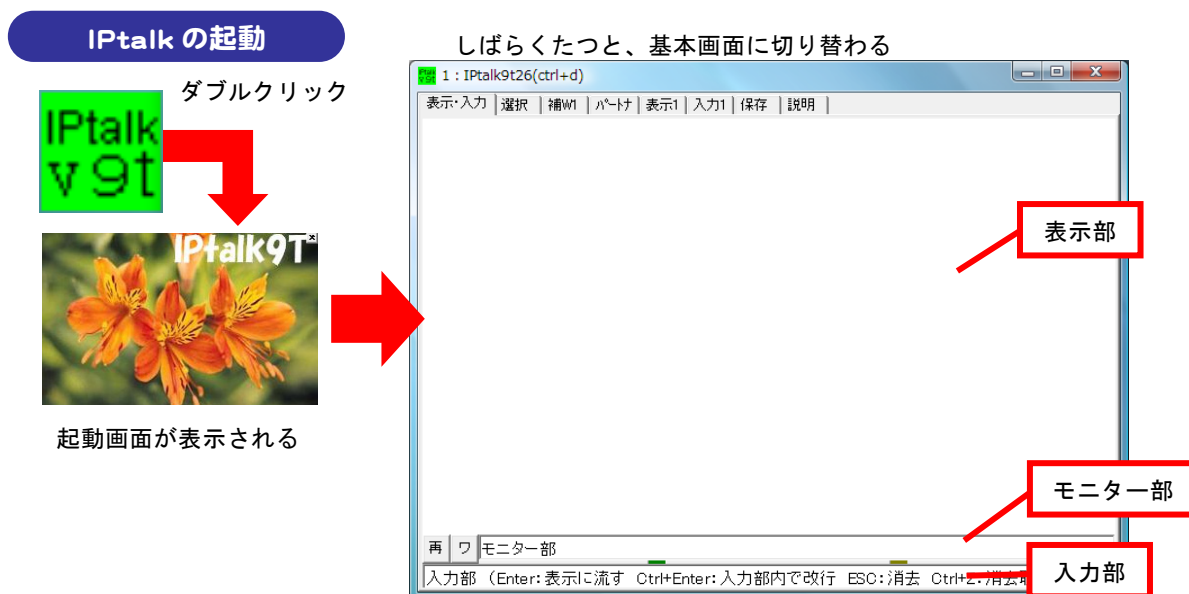 IPtalk の起動
しばらくたつと、基本画面に切り替わる
ダブルクリック
IPtalk
v 9t
IPtalk9T
起動画面が表示される
1 : IPtalk9t26(ctrl+d)
表示・入力 選択 補W1 パートナ 表示1 入力1 保存 説明
表示部
モニター部
再 ワ モニター部
入力部 (Enter:表示に流す Ctrl+Enter:入力部内で改行 ESC:消去 Ctrl+Z:消去
入力部